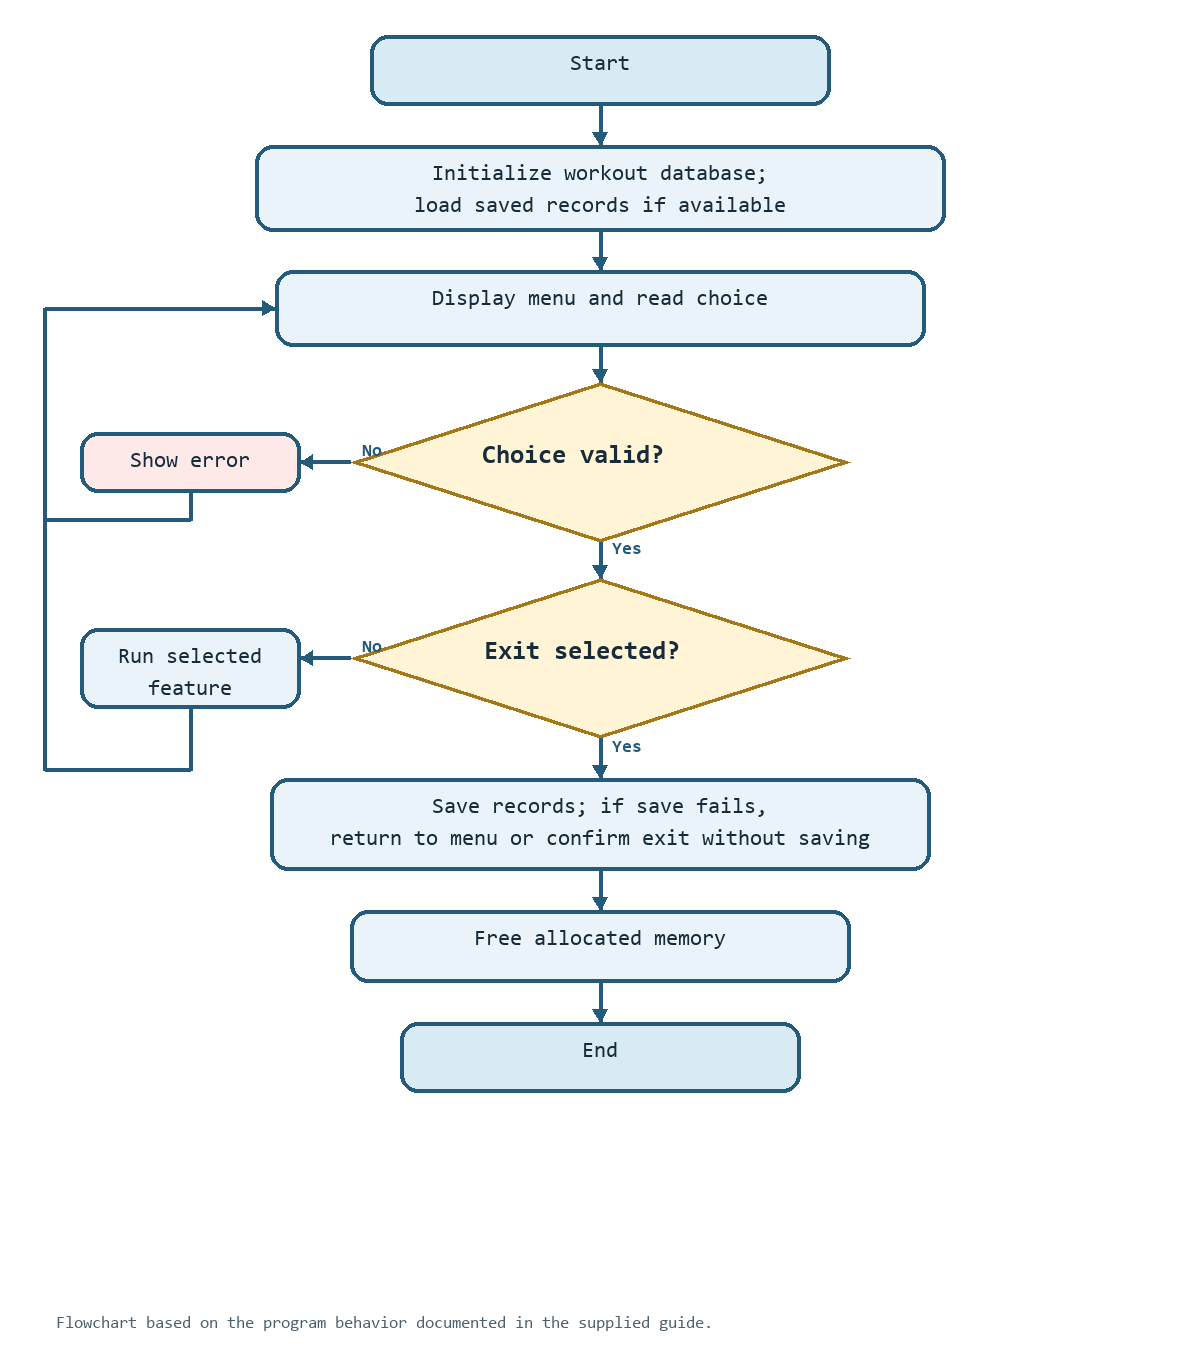 Start
Initialize workout database;
load saved records if available
Display menu and read choice
Choice valid?
No
Show error
Yes
Exit selected?
No
Run selected
feature
Yes
Save records; if save fails,
return to menu or confirm exit without saving
Free allocated memory
End
Flowchart based on the program behavior documented in the supplied guide.